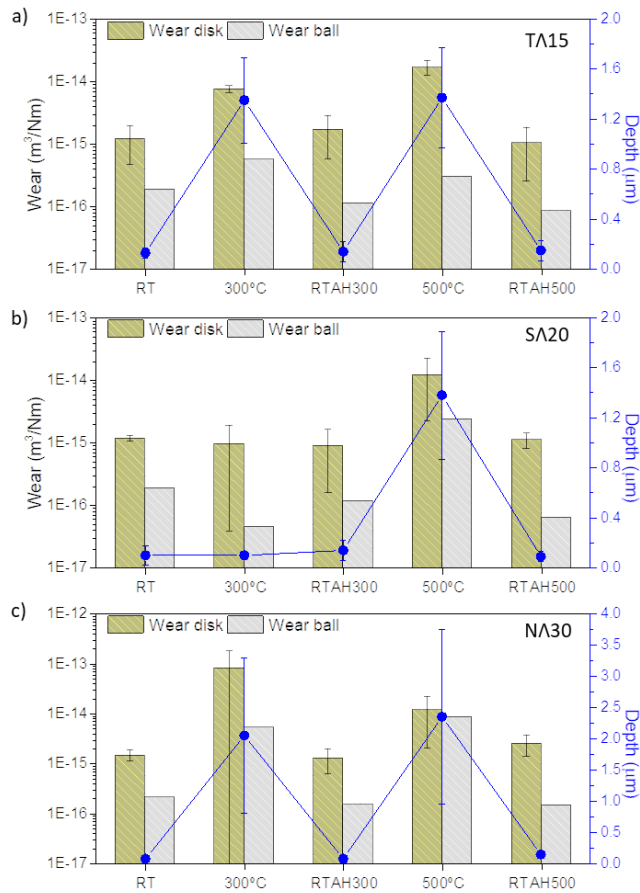 a)
Wear disk Wear ball
TΛ15
1E-13
1E-14
1E-15
1E-16
1E-17
Wear (m³/Nm)
2.0
1.6
1.2
0.8
0.4
0.0
Depth (μm)
RT 300ºC RTAH300 500ºC RTAH500
b)
Wear disk Wear ball
SΛ20
1E-13
1E-14
1E-15
1E-16
1E-17
Wear (m³/Nm)
2.0
1.6
1.2
0.8
0.4
0.0
Depth (μm)
RT 300ºC RTAH300 500ºC RTAH500
c)
Wear disk Wear ball
NΛ30
1E-12
1E-13
1E-14
1E-15
1E-16
1E-17
Wear (m³/Nm)
4.0
3.5
3.0
2.5
2.0
1.5
1.0
0.5
0.0
Depth (μm)
RT 300ºC RTAH300 500ºC RTAH500